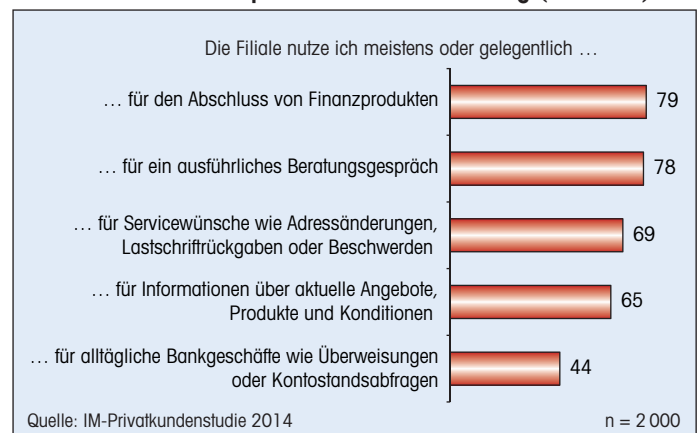 Die Filiale nutze ich meistens oder gelegentlich …
… für den Abschluss von Finanzprodukten
79
… für ein ausführliches Beratungsgespräch
78
… für Servicewünsche wie Adressänderungen,
Lastschriftrückgaben oder Beschwerden
69
… für Informationen über aktuelle Angebote,
Produkte und Konditionen
65
… für alltägliche Bankgeschäfte wie Überweisungen
oder Kontostandsabfragen
44
Quelle: IM-Privatkundenstudie 2014
n = 2 000